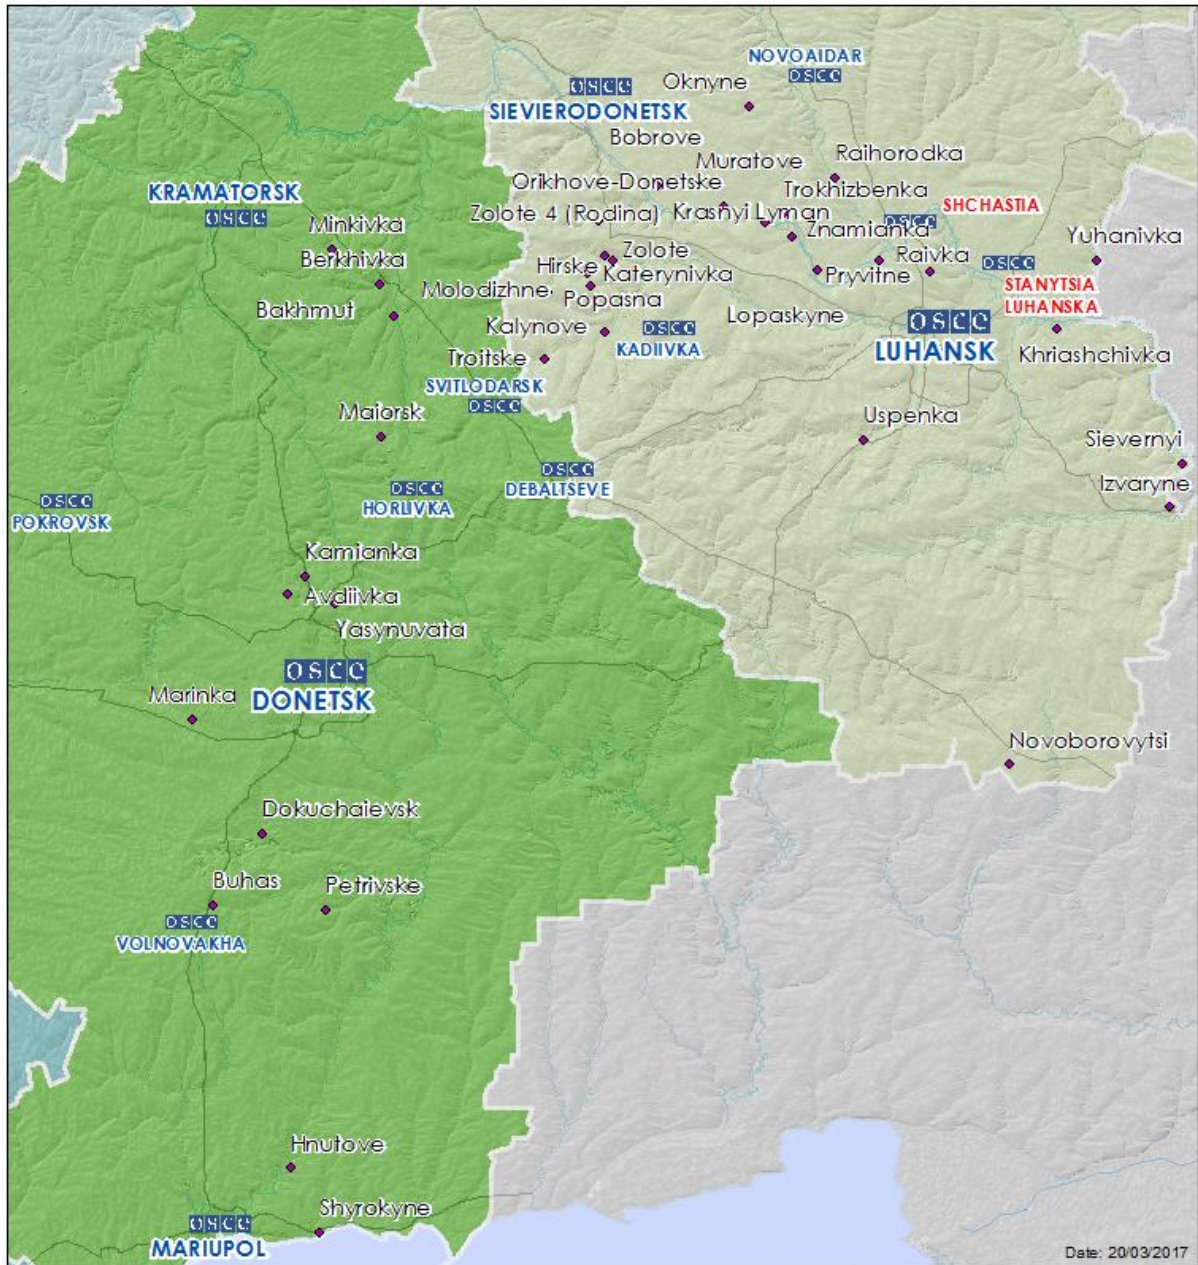 NOVOAIDAR
OSCE
Oknyne
OSCE
SIEVIERODONETSK
Bobrove
Muratove
Raihorodka
Orikhove-Donetske
Trokhizbenka
KRAMATORSK
OSCE
SHCHASTIA
OSCE
Zolote 4 (Rodina)
Krasnyi Lyman
Minkivka
Znamianka
Yuhanivka
Berkhivka
Zolote
Raivka
OSCE
Hirske
Katerynivka
Pryvitne
STANYTSIA
LUHANSKA
Molodizhne
Popasna
Bakhmut
Lopaskyne
OSCE
Kalynove
OSCE
KADIIVKA
LUHANSK
Khriashchivka
Troitske
SVITLODARSK
OSCE
Maiorsk
Uspenka
Sievernyi
OSCE
DEBALTSEVE
Izvaryne
OSCE
HORLIVKA
OSCE
POKROVSK
Kamianka
Avdiivka
Yasynuvata
OSCE
DONETSK
Marinka
Novoborovytsi
Dokuchaievsk
Buhas
Petrivske
OSCE
VOLNOVAKHA
Hnutove
Shyrokyne
OSCE
MARIUPOL
Date: 20/03/2017